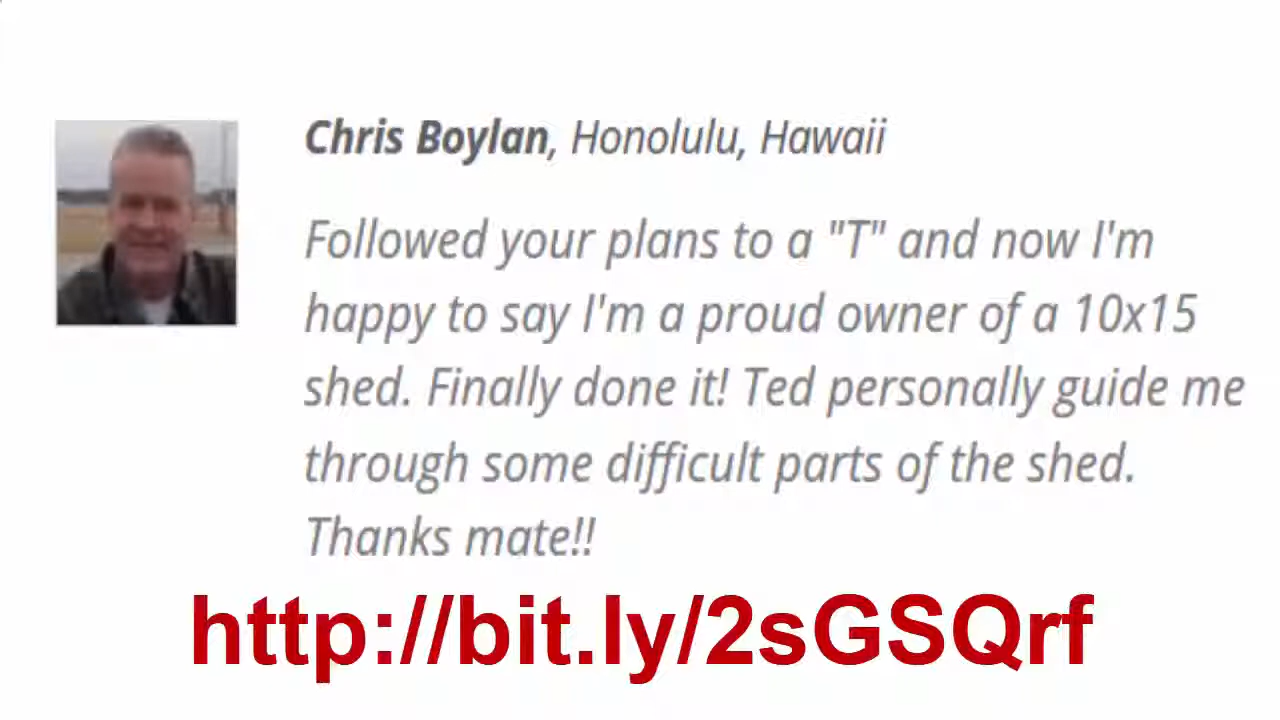 Chris Boylan, Honolulu, Hawaii
Followed your plans to a "T" and now I'm
happy to say I'm a proud owner of a 10x15
shed. Finally done it! Ted personally guide me
through some difficult parts of the shed.
Thanks mate!!
http://bit.ly/2sGSQrf